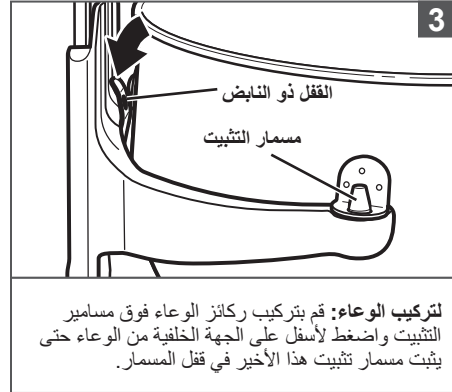 3
القفل ذو النابض
مسمار التثبيت
لتركيب الوعاء: قم بتركيب ركائز الوعاء فوق مسامير
التثبيت واضغط لأسفل على الجهة الخلفية من الوعاء حتى
يثبت مسمار تثبيت هذا الأخير في قفل المسمار.